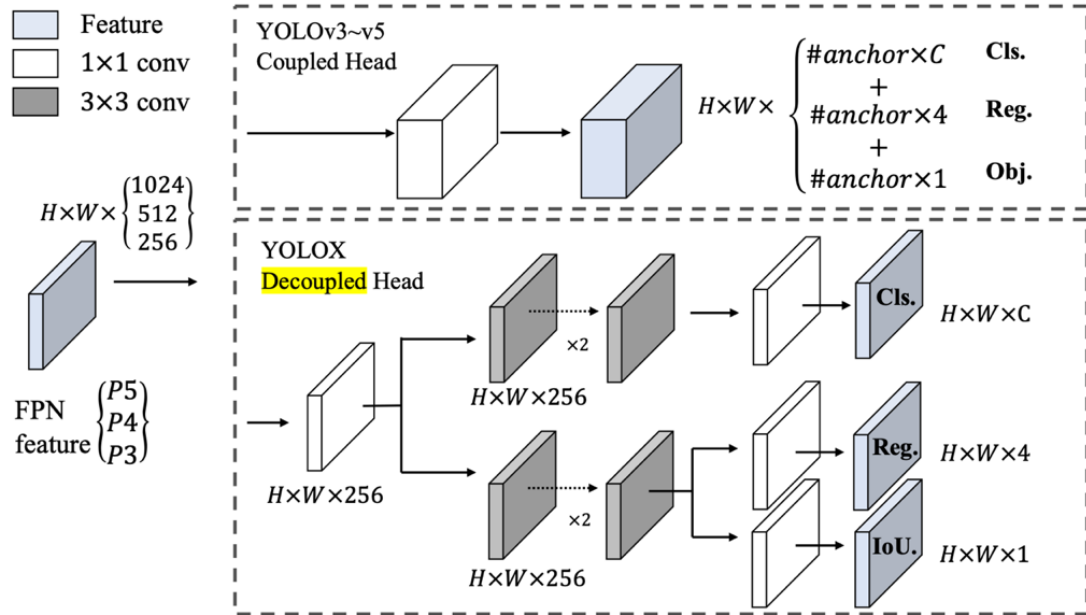 Feature
1×1 conv
3×3 conv
H×W×{1024
512
256}
FPN feature {P5
P4
P3}
YOLOv3~v5
Coupled Head
H×W×
#anchor×C Cls.
+
#anchor×4 Reg.
+
#anchor×1 Obj.
YOLOX
Decoupled Head
H×W×256
×2
H×W×256
Cls.
H×W×C
×2
H×W×256
Reg.
H×W×4
IoU.
H×W×1